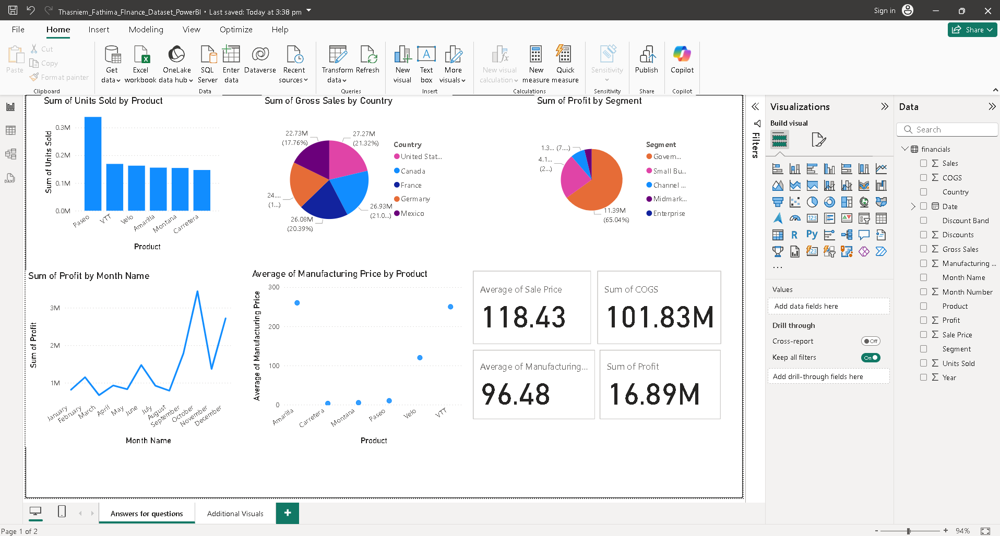 Thasniem_Fathima_FInance_Dataset_PowerBI • Last saved: Today at 3:38 pm
Sign in
File Home Insert Modeling View Optimize Help
Share
Paste
Cut
Copy
Format painter
Clipboard
Get data
Excel workbook
OneLake data hub
SQL Server
Enter data
Dataverse
Recent sources
Data
Transform data
Refresh
Queries
New visual
Text box
More visuals
Insert
New visual calculation
New measure
Quick measure
Calculations
Sensitivity
Sensitivity
Publish
Share
Copilot
Copilot
Sum of Units Sold by Product
Sum of Units Sold
0.3M
0.2M
0.1M
0.0M
Paseo
VTT
Velo
Amarilla
Montana
Carretera
Product
Sum of Gross Sales by Country
22.73M
(17.76%)
27.27M
(21.32%)
24....
(1...)
26.93M
(21.0...)
26.08M
(20.39%)
Country
United Stat...
Canada
France
Germany
Mexico
Sum of Profit by Segment
1.3... (7....)
4.1...
(2...)
11.39M
(65.04%)
Segment
Govern...
Small Bu...
Channel ...
Midmark...
Enterprise
Sum of Profit by Month Name
Sum of Profit
3M
2M
1M
January
February
March
April
May
June
July
August
September
October
November
December
Month Name
Average of Manufacturing Price by Product
Average of Manufacturing Price
300
200
100
0
Amarilla
Carretera
Montana
Paseo
Velo
VTT
Product
Average of Sale Price
118.43
Sum of COGS
101.83M
Average of Manufacturing...
96.48
Sum of Profit
16.89M
Filters
Visualizations
Build visual
123
R
Py
123
...
Values
Add data fields here
Drill through
Cross-report
Off
Keep all filters
On
Add drill-through fields here
Data
Search
financials
Sales
COGS
Country
Date
Discount Band
Discounts
Gross Sales
Manufacturing ...
Month Name
Month Number
Product
Profit
Sale Price
Segment
Units Sold
Year
DAX
Answers for questions
Additional Visuals
+
Page 1 of 2
- + 94%